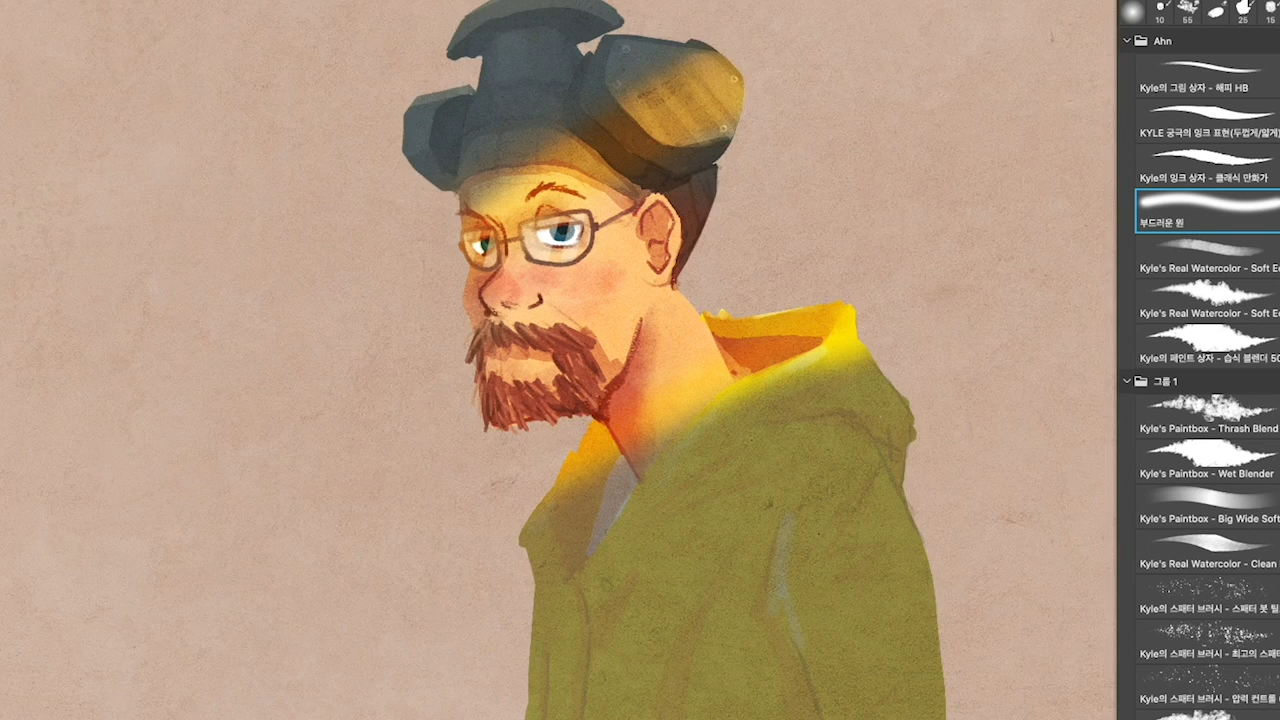 10 55 25 15
Ahn
Kyle의 그림 상자 - 해피 HB
KYLE 궁극의 잉크 표현(두껍게/얇게)
Kyle의 잉크 상자 - 클래식 만화가
부드러운 원
Kyle's Real Watercolor - Soft
Kyle's Real Watercolor - Soft
Kyle의 페인트 상자 - 습식 블렌더 50
그룹 1
Kyle's Paintbox - Thrash Blend
Kyle's Paintbox - Wet Blender
Kyle's Paintbox - Big Wide Soft
Kyle's Real Watercolor - Clean
Kyle의 스패터 브러시 - 스패터 봇
Kyle의 스패터 브러시 - 최고의 스패터
Kyle의 스패터 브러시 - 압력 컨트롤